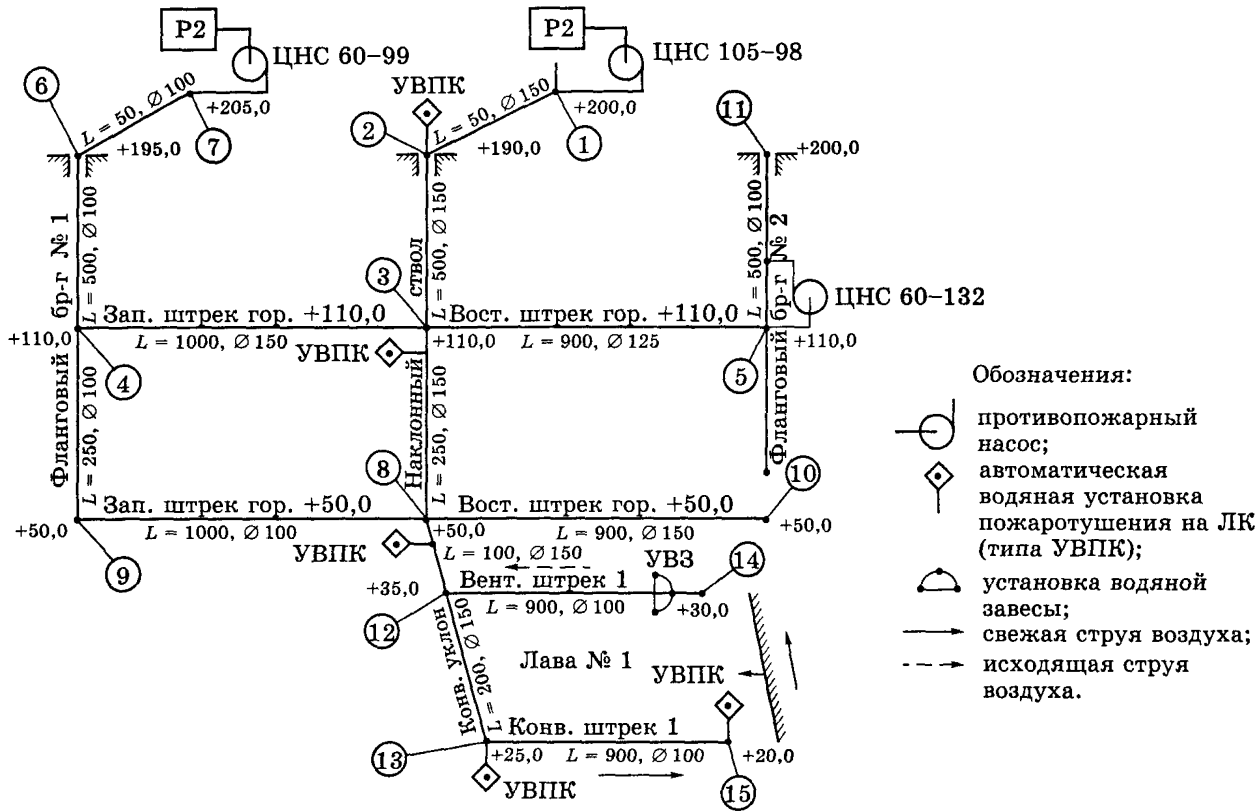 P2
ЦНС 60–99
P2
ЦНС 105–98
УВПК
6
L = 50, Ø 100
+205,0
7
+195,0
2
L = 50, Ø 150
+200,0
1
+190,0
11
+200,0
Фланговый бр-г № 1
L = 500, Ø 100
Наклонный ствол
L = 500, Ø 150
Фланговый бр-г № 2
L = 500, Ø 100
3
ЦНС 60–132
Зап. штрек гор. +110,0
L = 1000, Ø 150
Вост. штрек гор. +110,0
L = 900, Ø 125
+110,0
+110,0
+110,0
УВПК
4
5
L = 250, Ø 100
L = 250, Ø 150
8
10
Зап. штрек гор. +50,0
L = 1000, Ø 100
Вост. штрек гор. +50,0
L = 900, Ø 150
+50,0
+50,0
+50,0
9
УВПК
L = 100, Ø 150
УВЗ
14
+35,0
Вент. штрек 1
L = 900, Ø 100
+30,0
12
Конв. уклон
L = 200, Ø 150
Лава № 1
УВПК
Конв. штрек 1
L = 900, Ø 100
13
+25,0
+20,0
УВПК
15
Обозначения:
противопожарный
насос;
автоматическая
водяная установка
пожаротушения на ЛК
(типа УВПК);
установка водяной
завесы;
свежая струя воздуха;
исходящая струя
воздуха.